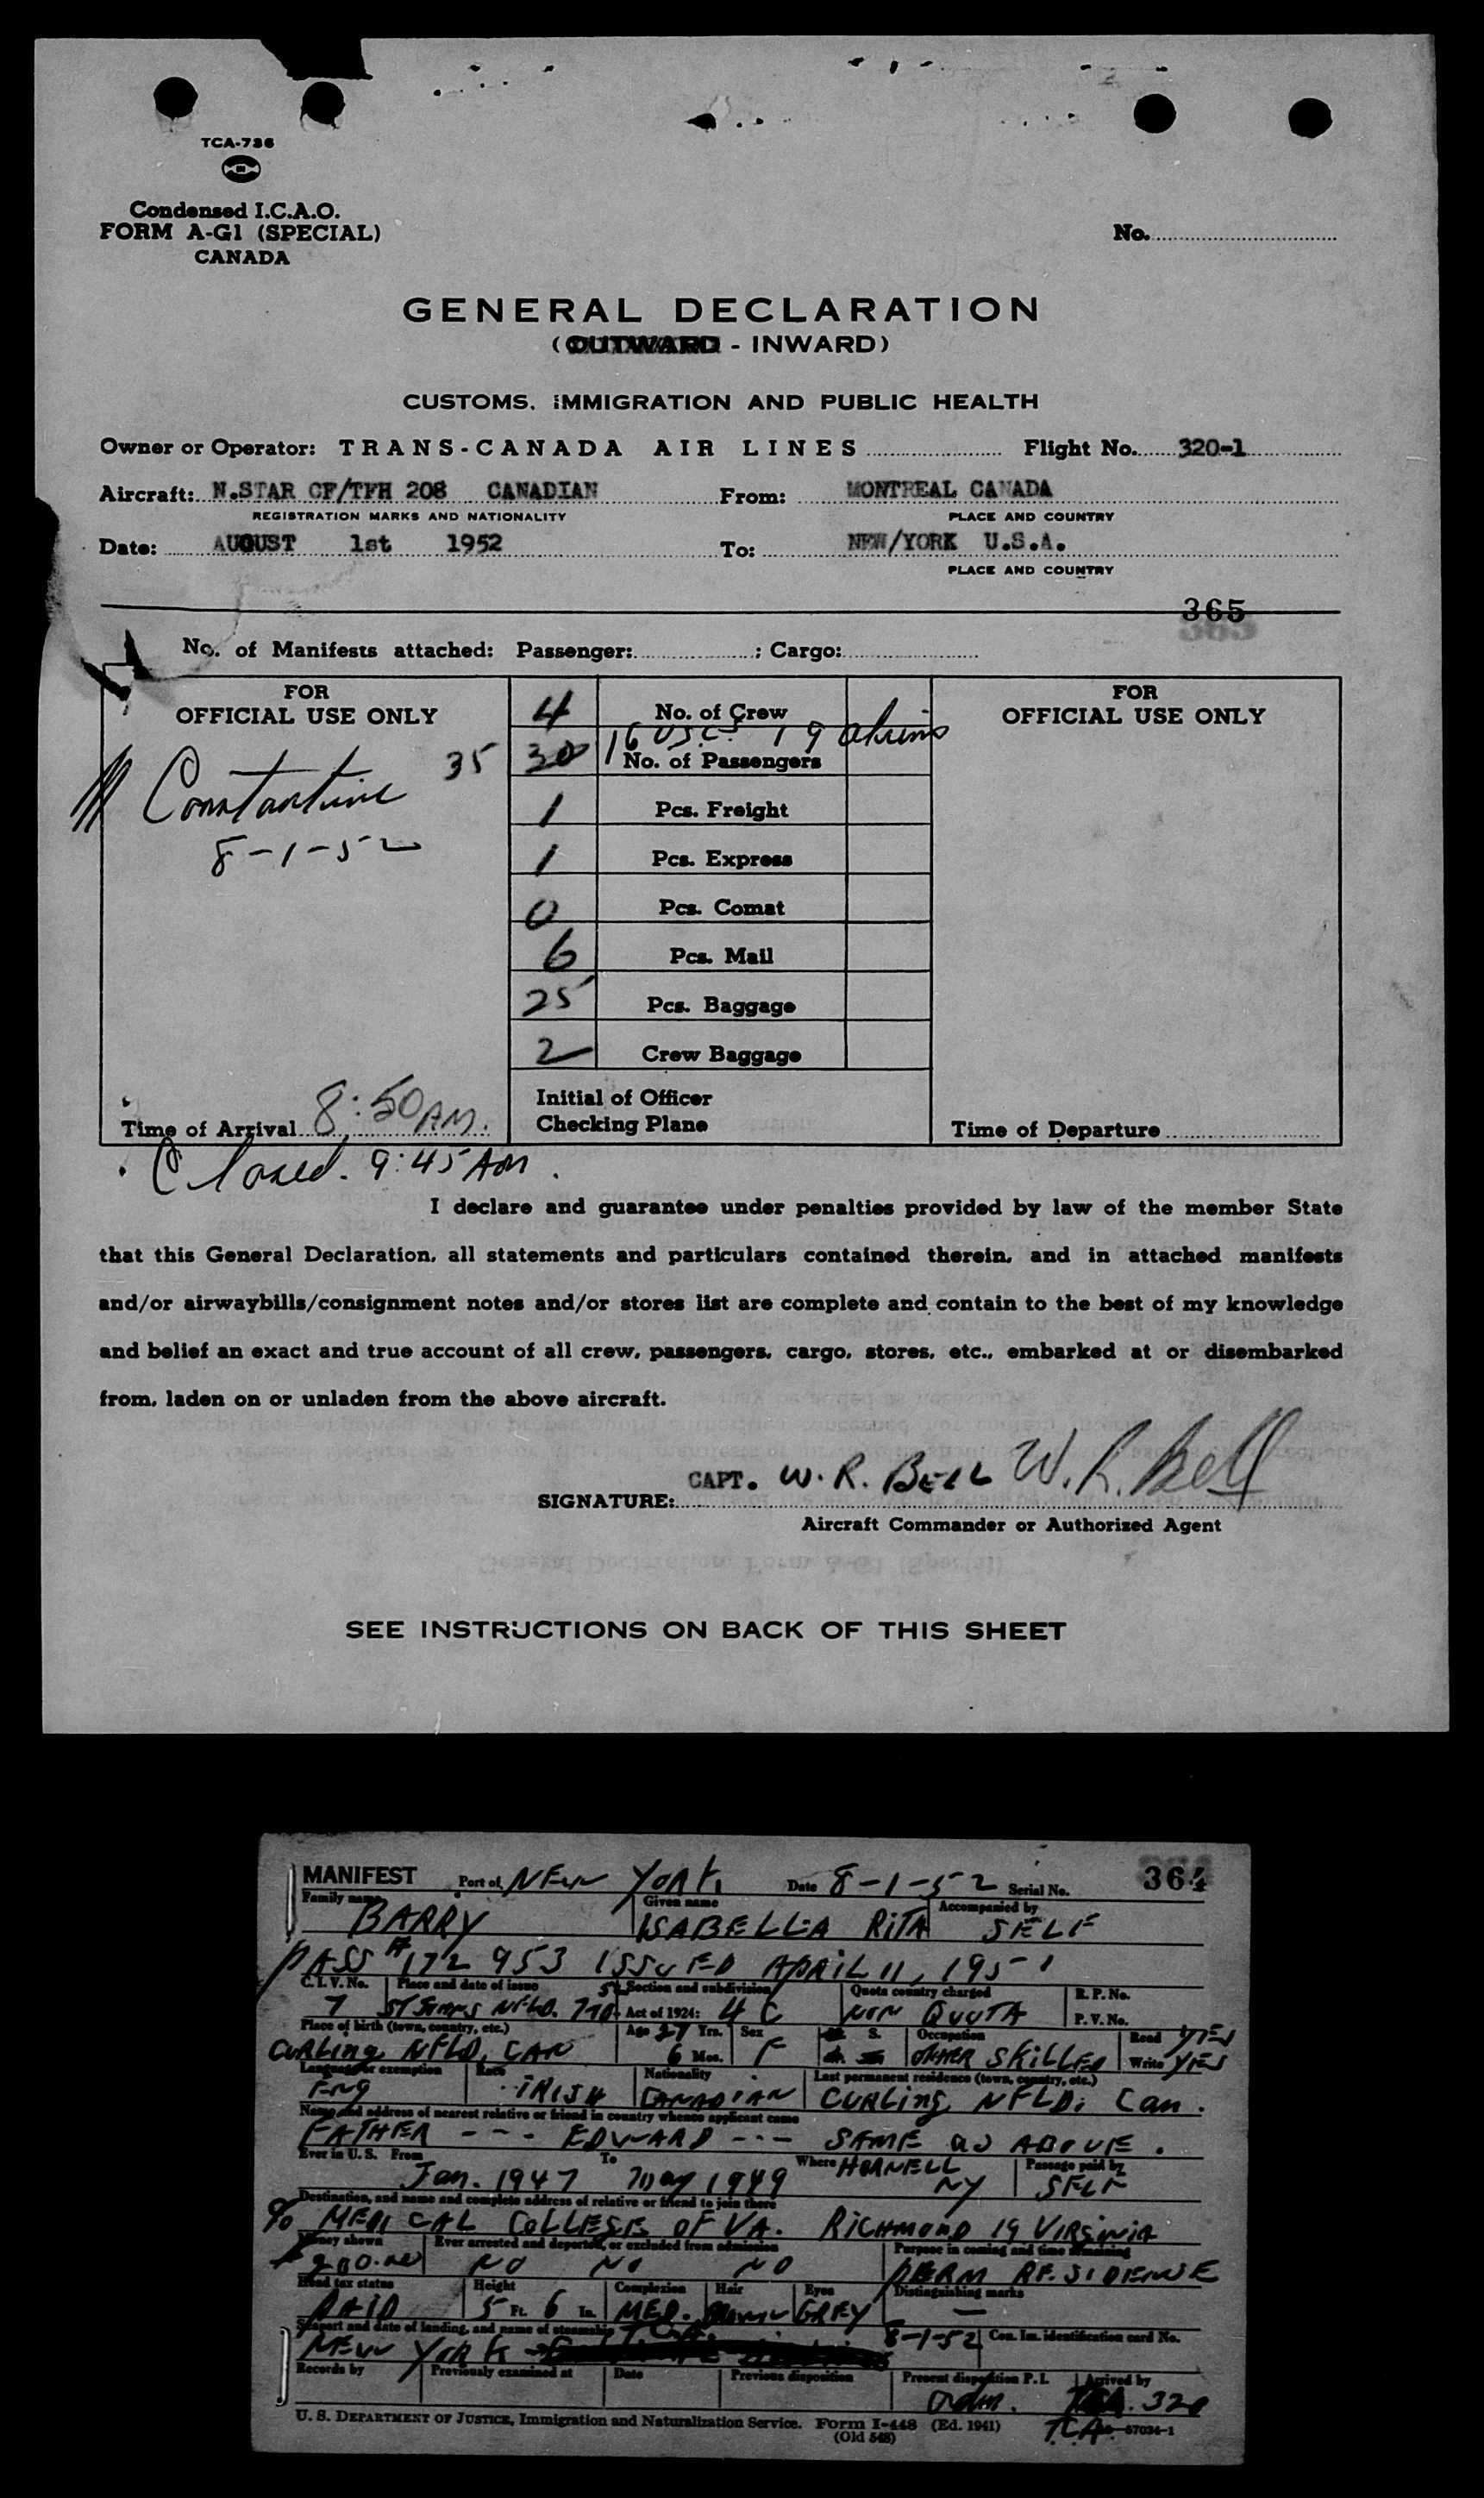 TCA-736
Condensed I.C.A.O.
FORM A-G1 (SPECIAL)
CANADA
No.
GENERAL DECLARATION
(OUTWARD - INWARD)
CUSTOMS, IMMIGRATION AND PUBLIC HEALTH
Owner or Operator: TRANS-CANADA AIR LINES Flight No. 320-1
Aircraft: N.STAR CF/TFH 208 CANADIAN From: MONTREAL CANADA
REGISTRATION MARKS AND NATIONALITY PLACE AND COUNTRY
Date: AUGUST 1st 1952 To: NEW/YORK U.S.A.
PLACE AND COUNTRY
365
No. of Manifests attached: Passenger: ; Cargo:
FOR OFFICIAL USE ONLY
4 No. of Crew
FOR OFFICIAL USE ONLY
16 USCS 19 aliens
35 30 No. of Passengers
Constantine
8-1-52
1 Pcs. Freight
1 Pcs. Express
0 Pcs. Comat
6 Pcs. Mail
25 Pcs. Baggage
2 Crew Baggage
Initial of Officer
Checking Plane
Time of Arrival 8:50 AM.
Time of Departure
Closed. 9:45 AM.
I declare and guarantee under penalties provided by law of the member State
that this General Declaration, all statements and particulars contained therein, and in attached manifests
and/or airwaybills/consignment notes and/or stores list are complete and contain to the best of my knowledge
and belief an exact and true account of all crew, passengers, cargo, stores, etc., embarked at or disembarked
from, laden on or unladen from the above aircraft.
CAPT. W. R. BELL W. R. Bell
SIGNATURE:
Aircraft Commander or Authorized Agent
SEE INSTRUCTIONS ON BACK OF THIS SHEET
MANIFEST Port of NEW YORK Date 8-1-52 Serial No. 364
Family name Given name Accompanied by
BARRY ISABELLA RITA SELF
PASS # 172953 ISSUED APRIL 11, 1951
C.I.V. No. Place and date of issue Section and subdivision Quota country charged R.P. No.
7 ST JOHNS NFLD. Act of 1924: 4 C NON QUOTA P.V. No.
Place of birth (town, country, etc.) Age 27 Yrs. Sex S. Occupation Read YES
CURLING NFLD, CAN 6 Mos. F OTHER SKILLED Write YES
Language or exemption Race Nationality Last permanent residence (town, country, etc.)
ENG IRISH CANADIAN CURLING, NFLD, Can.
Name and address of nearest relative or friend in country whence applicant came
FATHER --- EDWARD --- SAME as ABOVE.
Ever in U.S. From To Where HORNELL Passage paid by
Jan. 1947 May 1949 NY SELF
Destination, and name and complete address of relative or friend to join there
% MEDICAL COLLEGE OF VA. RICHMOND 19 VIRGINIA
Money shown Ever arrested and deported, or excluded from admission Purpose in coming and time remaining
200.00 NO NO NO PERM RESIDENCE
Head tax status Height Complexion Hair Eyes Distinguishing marks
PAID 5 Ft. 6 In. MED. Brown GREY —
Seaport and date of landing, and name of steamship TCA. 8-1-52 Con. Im. identification card No.
NEW YORK
Records by Previously examined at Date Previous disposition Present disposition P.I. Arrived by
adm. TCA. 320
U. S. DEPARTMENT OF JUSTICE, Immigration and Naturalization Service. Form I-448 (Ed. 1941) T.C.A. 57034-1
(Old 548)